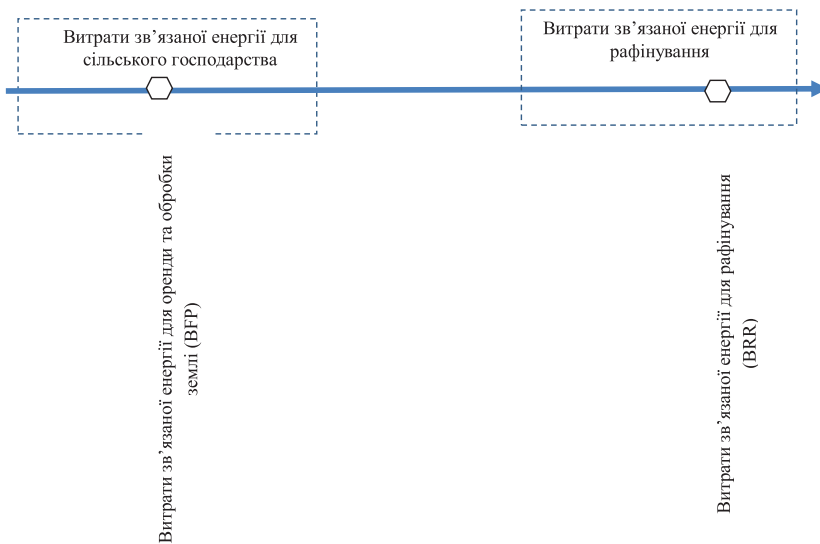 Витрати зв’язаної енергії для
сільського господарства
Витрати зв’язаної енергії для
рафінування
Витрати зв’язаної енергії для оренди та обробки
землі (BFP)
Витрати зв’язаної енергії для рафінування
(BRR)